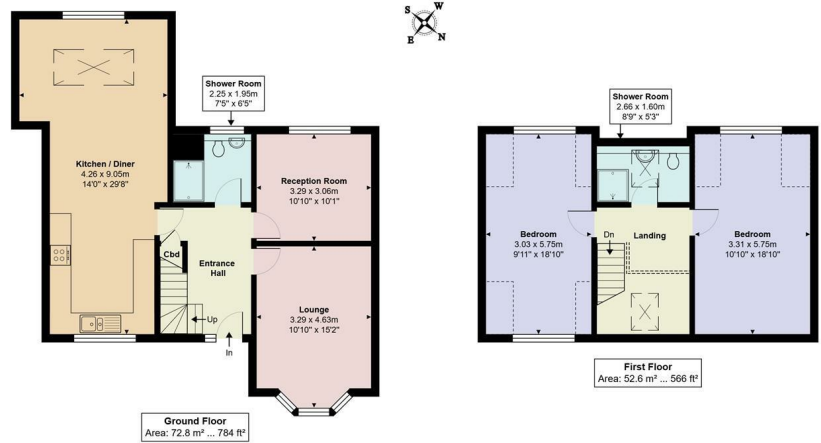 S W
E N
Shower Room
2.25 x 1.95m
7'5" x 6'5"
Kitchen / Diner
4.26 x 9.05m
14'0" x 29'8"
Reception Room
3.29 x 3.06m
10'10" x 10'1"
Cbd
Entrance
Hall
Up
In
Lounge
3.29 x 4.63m
10'10" x 15'2"
Ground Floor
Area: 72.8 m² ... 784 ft²
Shower Room
2.66 x 1.60m
8'9" x 5'3"
Bedroom
3.03 x 5.75m
9'11" x 18'10"
Dn
Landing
Bedroom
3.31 x 5.75m
10'10" x 18'10"
First Floor
Area: 52.6 m² ... 566 ft²